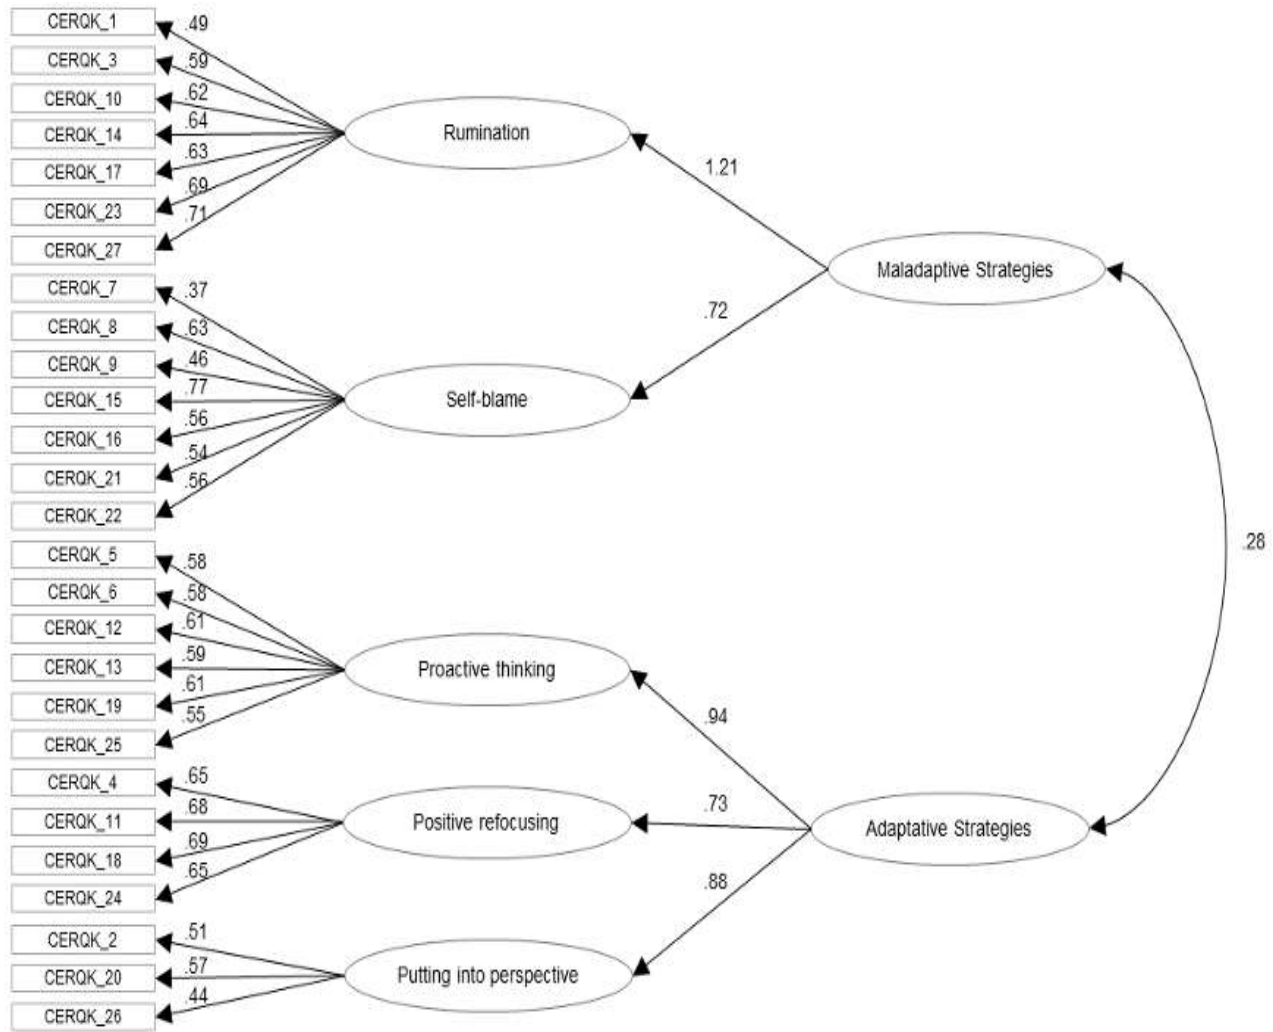 CERQK_1
.49
CERQK_3
.59
CERQK_10
.62
CERQK_14
.64
CERQK_17
.63
CERQK_23
.69
CERQK_27
.71
Rumination
1.21
Maladaptive Strategies
CERQK_7
.37
CERQK_8
.63
CERQK_9
.46
CERQK_15
.77
CERQK_16
.56
CERQK_21
.54
CERQK_22
.56
Self-blame
.72
.28
CERQK_5
.58
CERQK_6
.58
CERQK_12
.61
CERQK_13
.59
CERQK_19
.61
CERQK_25
.55
Proactive thinking
.94
CERQK_4
.65
CERQK_11
.68
CERQK_18
.69
CERQK_24
.65
Positive refocusing
.73
Adaptative Strategies
.88
CERQK_2
.51
CERQK_20
.57
CERQK_26
.44
Putting into perspective